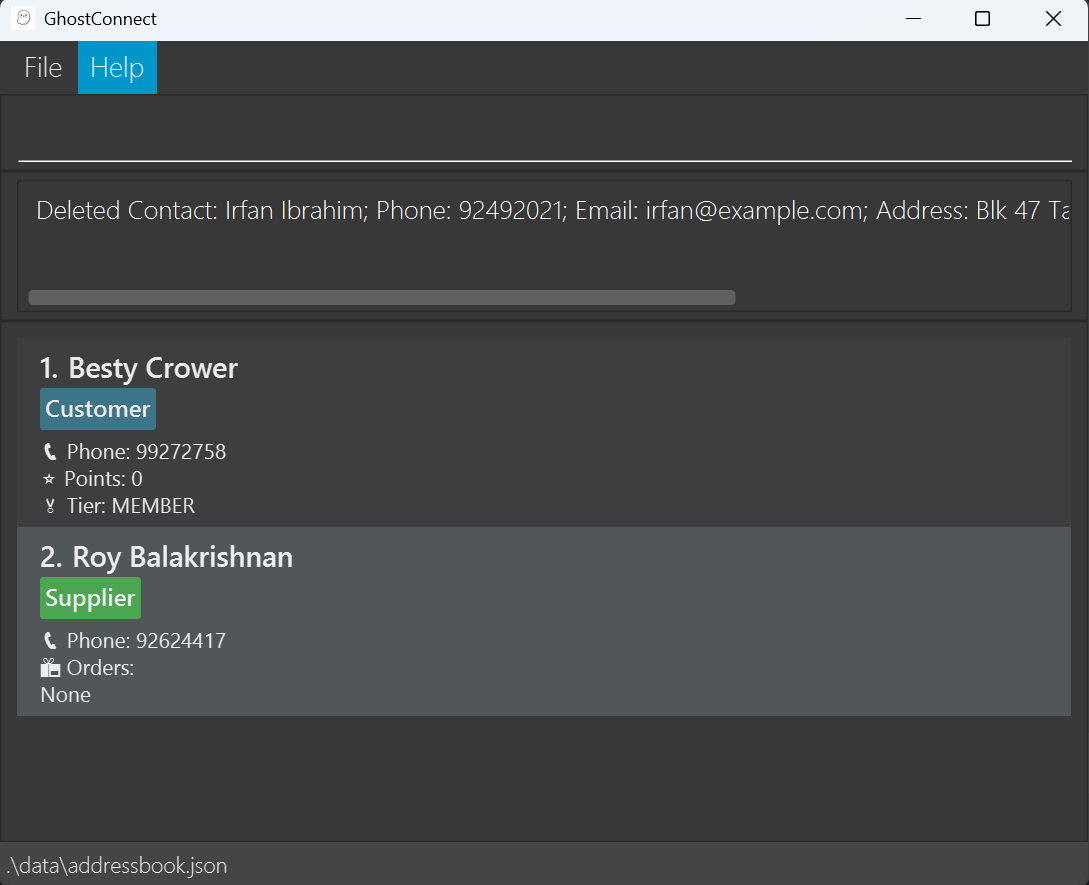 GhostConnect
File Help
Deleted Contact: Irfan Ibrahim; Phone: 92492021; Email: irfan@example.com; Address: Blk 47
1. Besty Crower
Customer
Phone: 99272758
Points: 0
Tier: MEMBER
2. Roy Balakrishnan
Supplier
Phone: 92624417
Orders:
None
.\data\addressbook.json